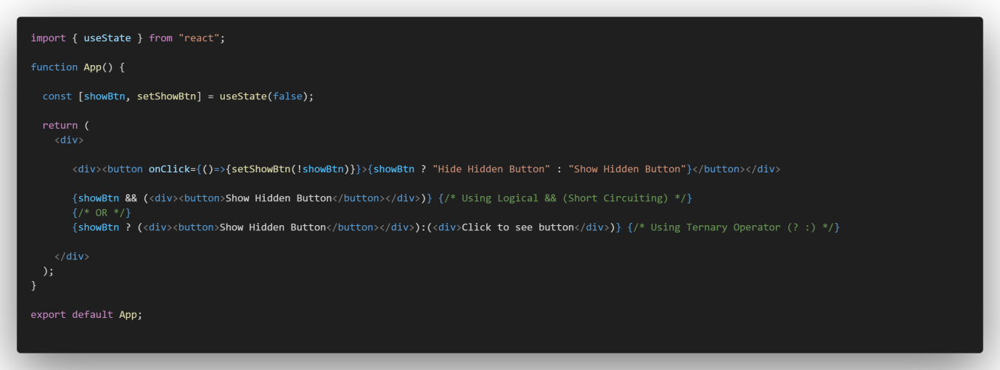 import { useState } from "react";
function App() {
const [showBtn, setShowBtn] = useState(false);
return (
<div>
<div><button onClick={()=>{setShowBtn(!showBtn)}}>{showBtn ? "Hide Hidden Button" : "Show Hidden Button"}</button></div>
{showBtn && (<div><button>Show Hidden Button</button></div>)} {/* Using Logical && (Short Circuiting) */}
{/* OR */}
{showBtn ? (<div><button>Show Hidden Button</button></div>):(<div>Click to see button</div>)} {/* Using Ternary Operator (? :) */}
</div>
);
}
export default App;